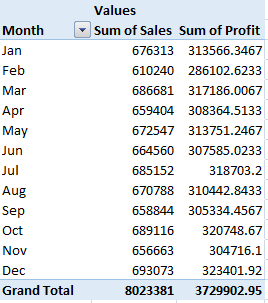 Values
Month Sum of Sales Sum of Profit
Jan 676313 313566.3467
Feb 610240 286102.6233
Mar 686681 317186.0067
Apr 659404 308364.5133
May 672547 313751.2467
Jun 664560 307585.0233
Jul 685152 318703.2
Aug 670788 310442.8433
Sep 658844 305334.4567
Oct 689116 320748.67
Nov 656663 304716.1
Dec 693073 323401.92
Grand Total 8023381 3729902.95